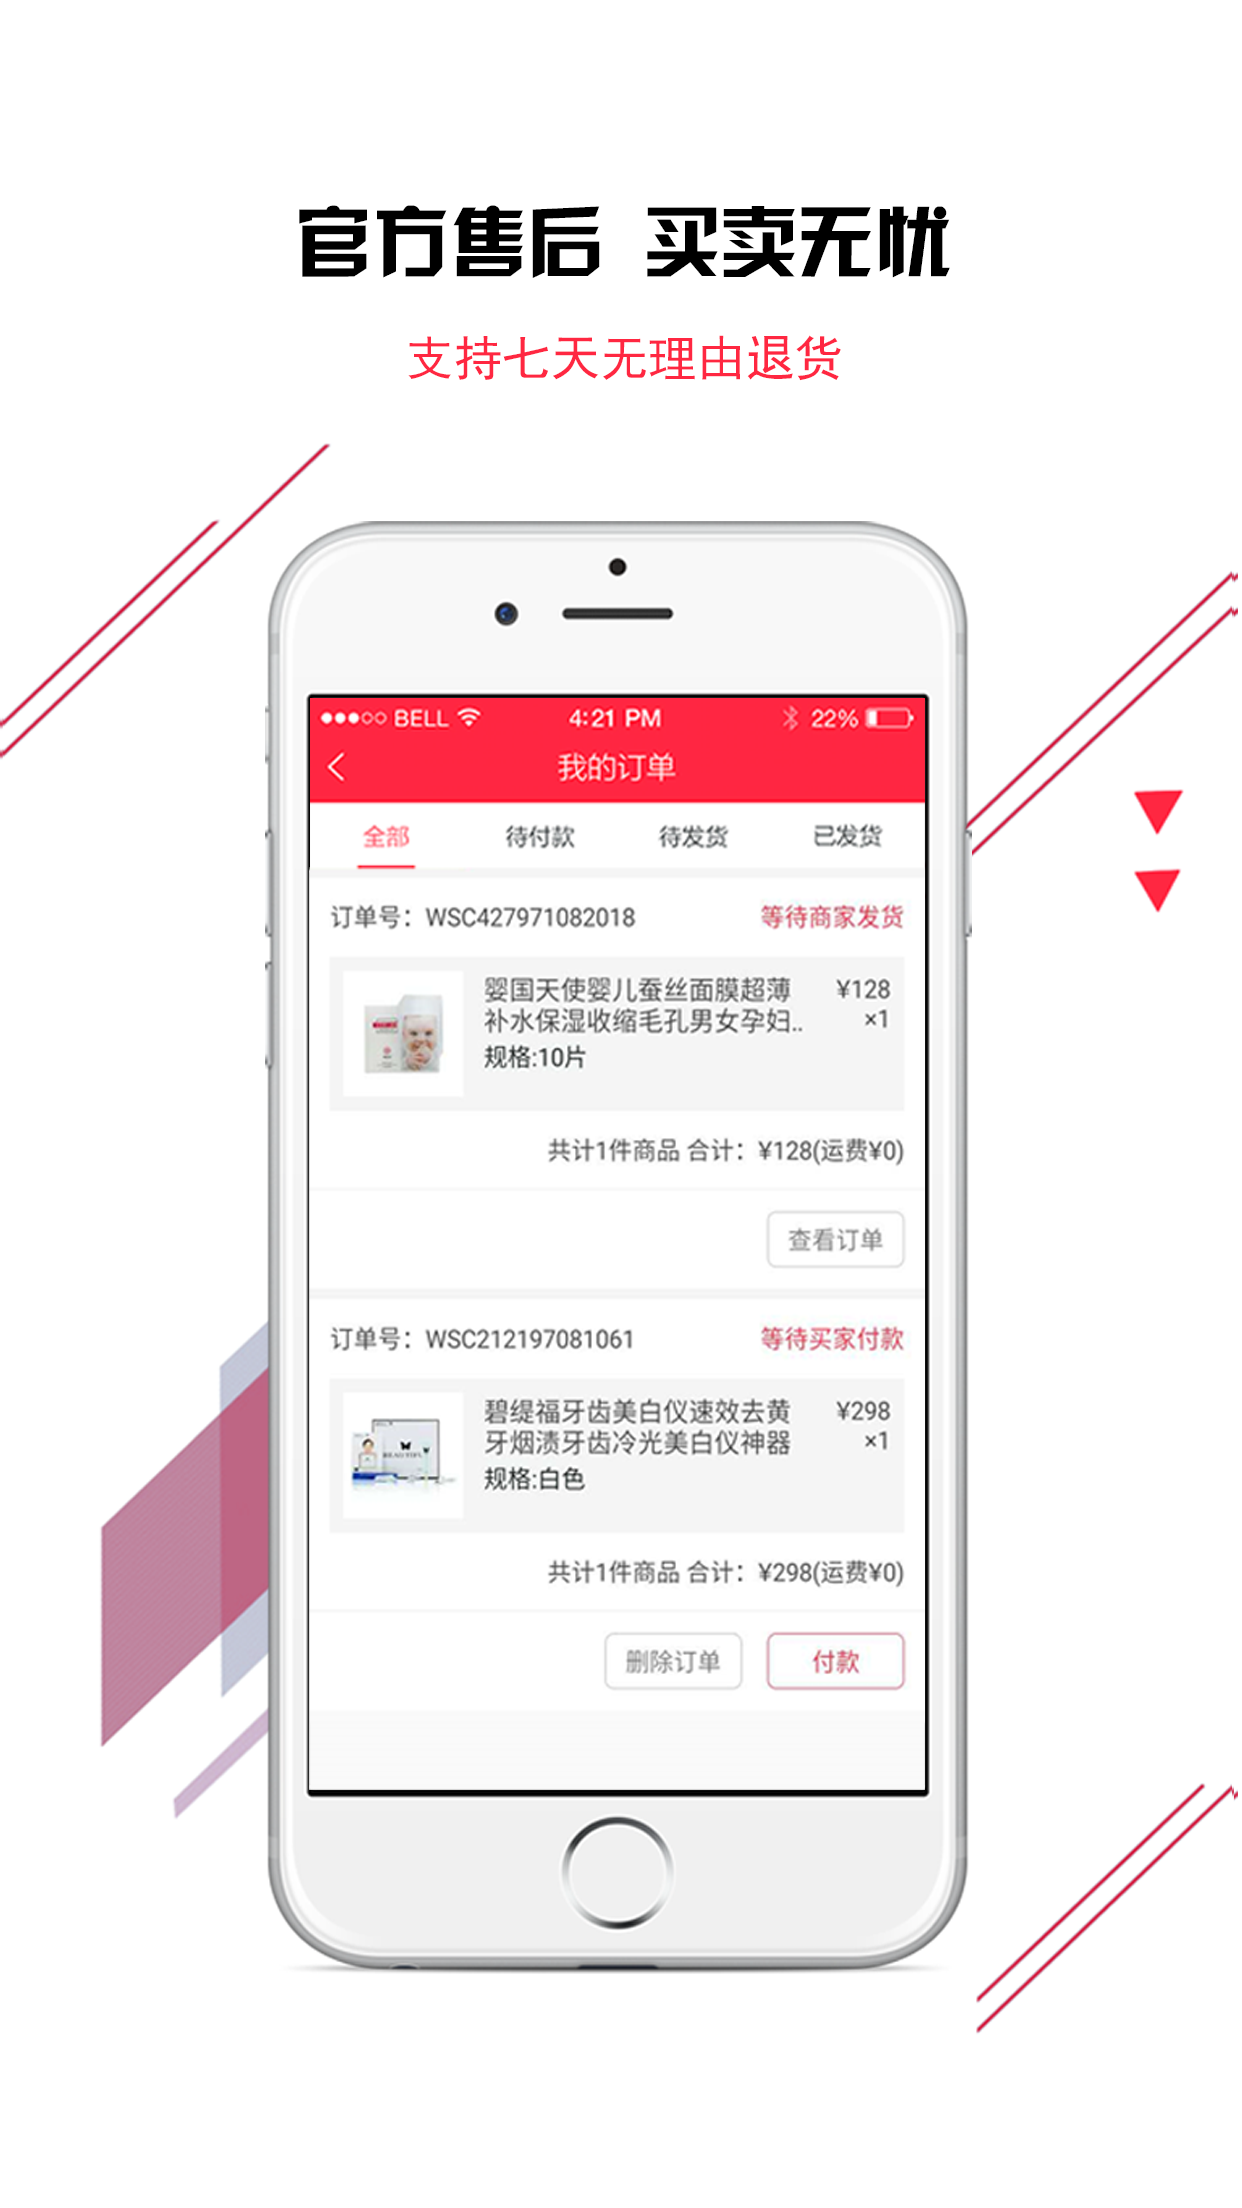 官方售后 买卖无忧
支持七天无理由退货
BELL 4:21 PM 22%
我的订单
全部 待付款 待发货 已发货
订单号：WSC427971082018 等待商家发货
婴国天使婴儿蚕丝面膜超薄 ¥128
补水保湿收缩毛孔男女孕妇.. ×1
规格:10片
共计1件商品 合计：¥128(运费¥0)
查看订单
订单号：WSC212197081061 等待买家付款
碧缇福牙齿美白仪速效去黄 ¥298
牙烟渍牙齿冷光美白仪神器 ×1
规格:白色
共计1件商品 合计：¥298(运费¥0)
删除订单 付款